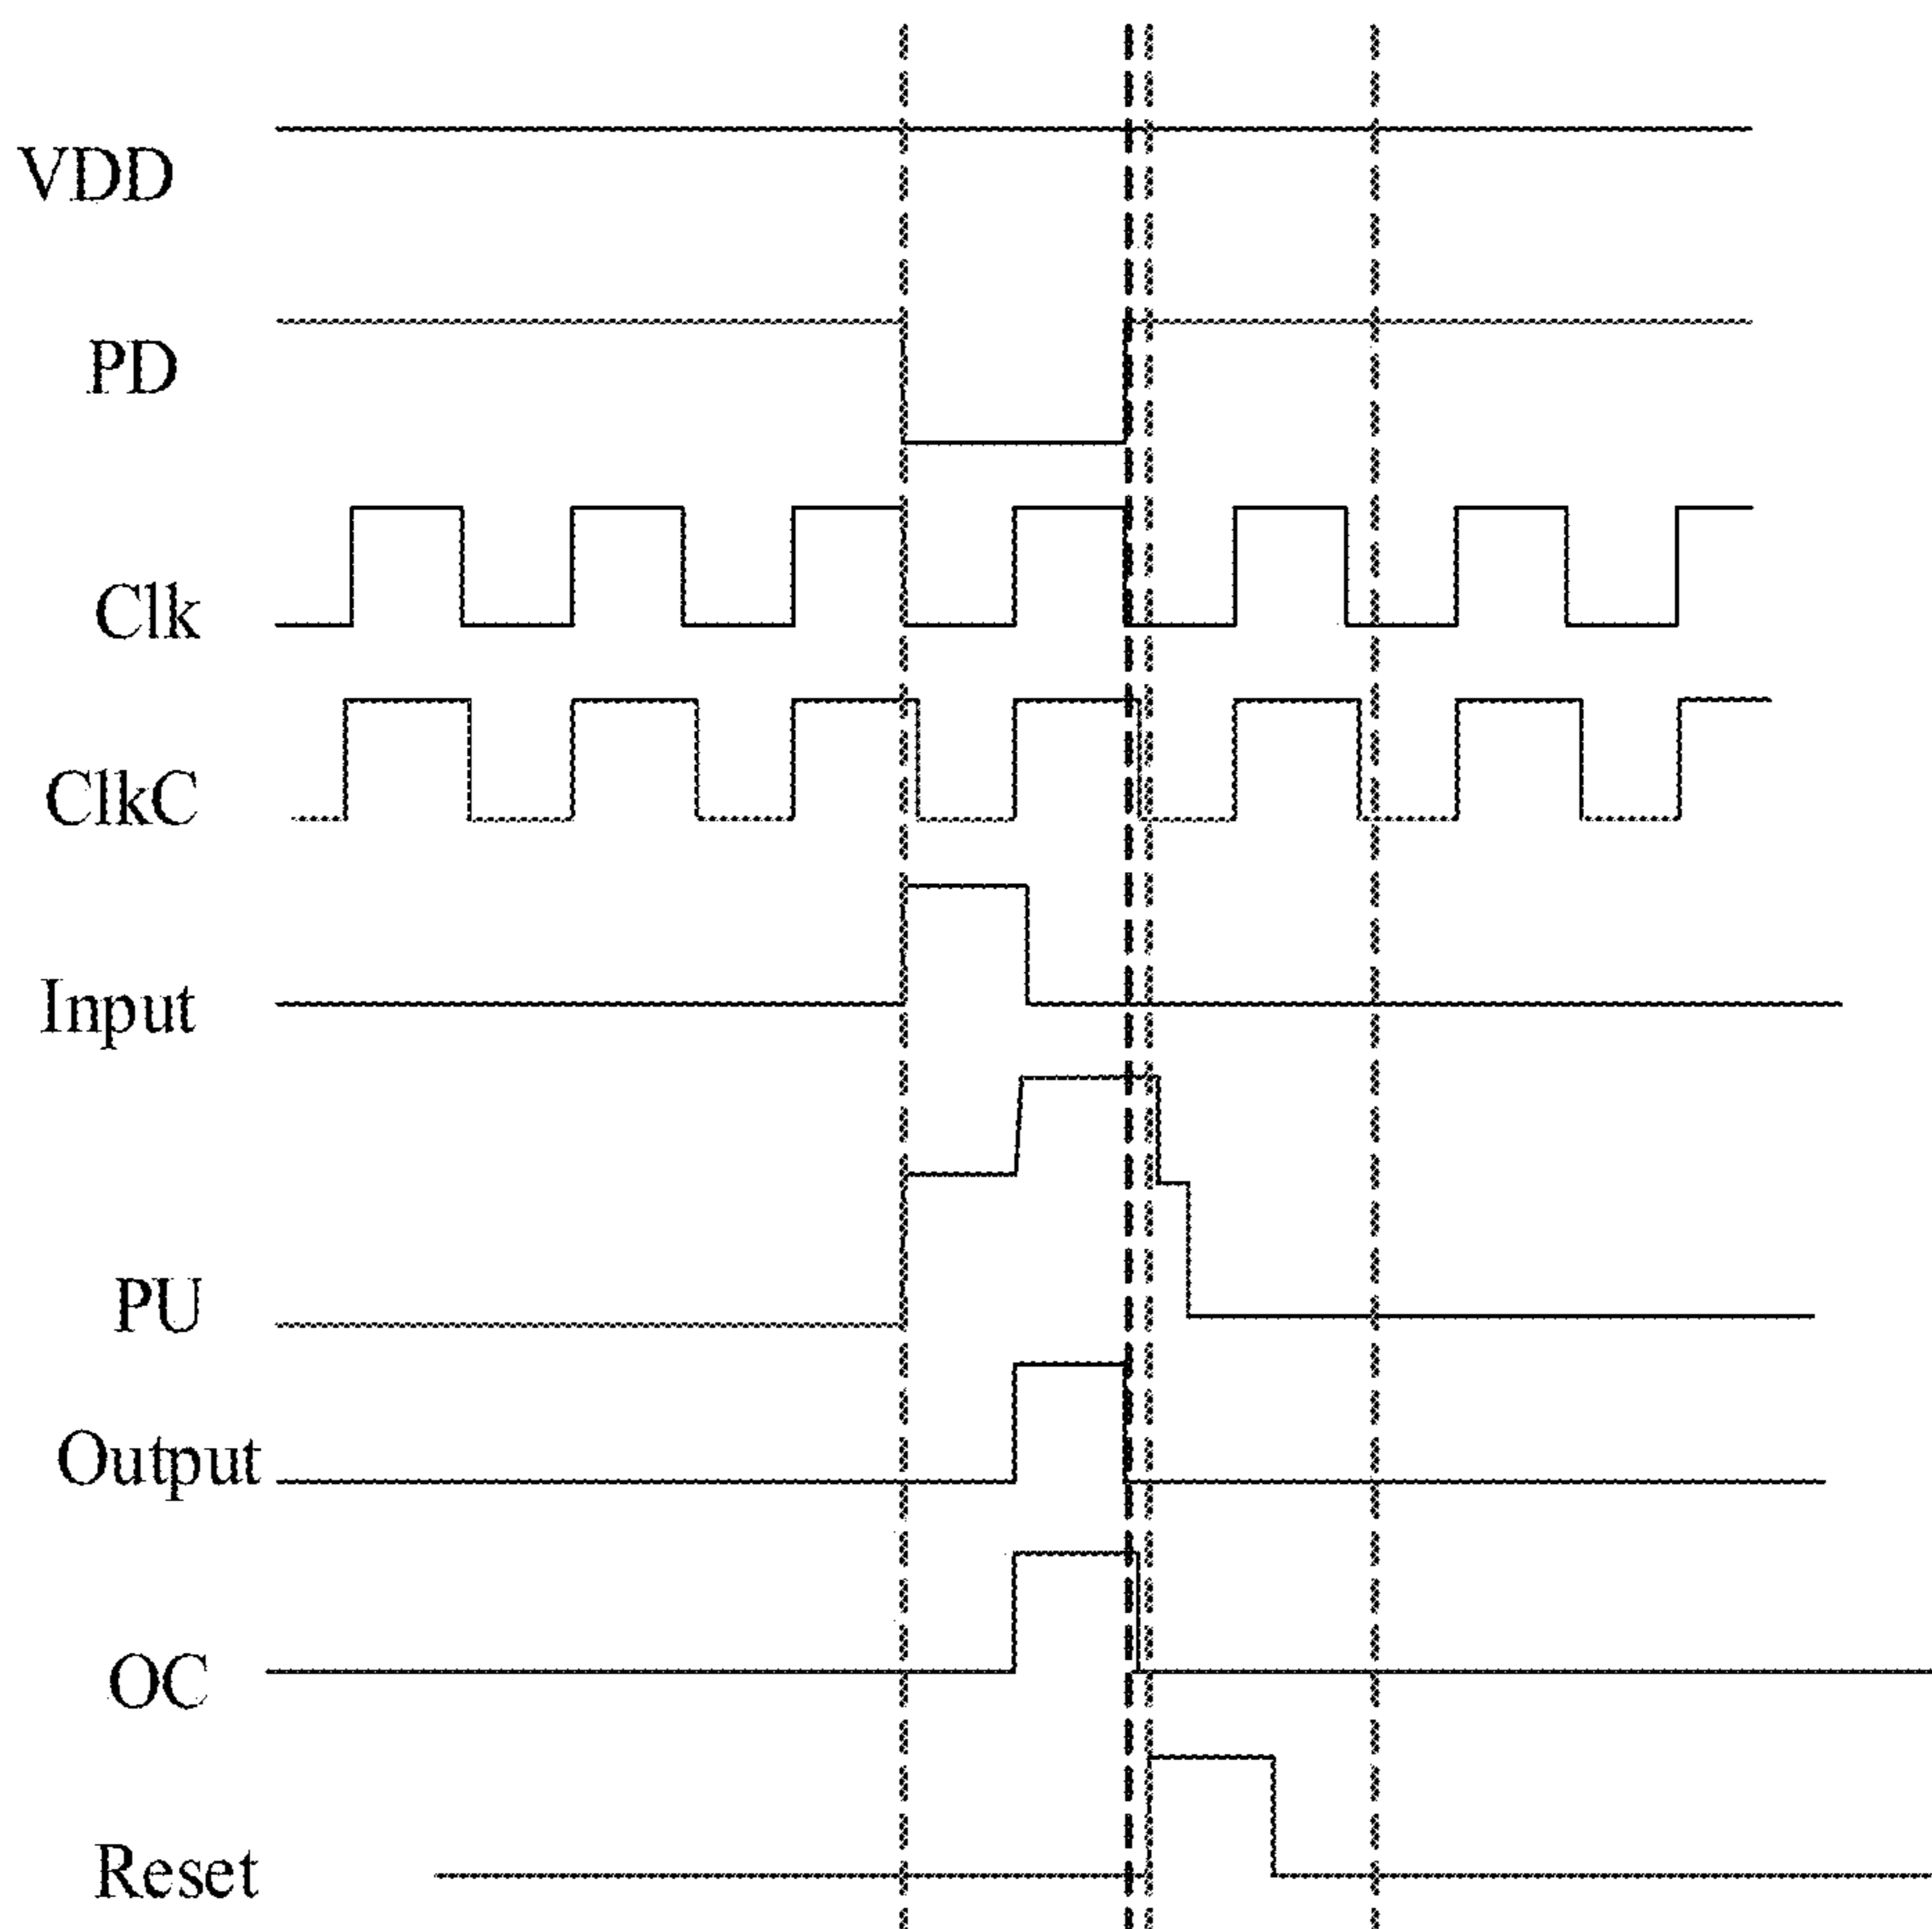 VDD
PD
Clk
ClkC
Input
PU
Output
OC
Reset